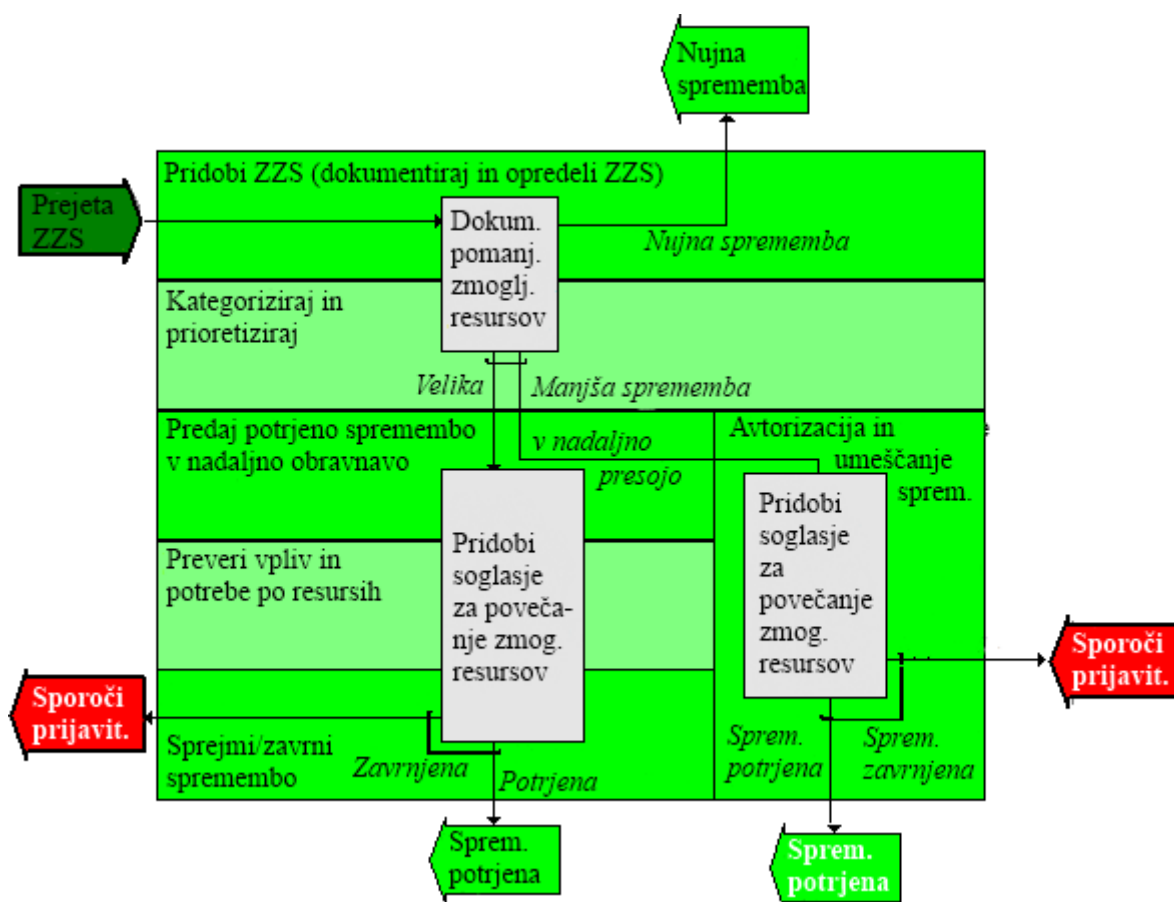 Nujna
sprememba
Pridobi ZZS (dokumentiraj in opredeli ZZS)
Prejeta
ZZS
Dokum.
pomanj.
zmoglj.
resursov
Nujna sprememba
Kategoriziraj in
prioretiziraj
Velika
Manjša sprememba
Predaj potrjeno spremembo
v nadaljno obravnavo
v nadaljno
presojo
Avtorizacija in
umeščanje
sprem.
Pridobi
soglasje
za poveča-
nje zmog.
resursov
Pridobi
soglasje
za
povečanje
zmog.
resursov
Preveri vpliv in
potrebe po resursih
Sporoči
prijavit.
Sporoči
prijavit.
Sprejmi/zavrni
spremembo
Zavrnjena
Potrjena
Sprem.
potrjena
Sprem.
zavrnjena
Sprem.
potrjena
Sprem.
potrjena